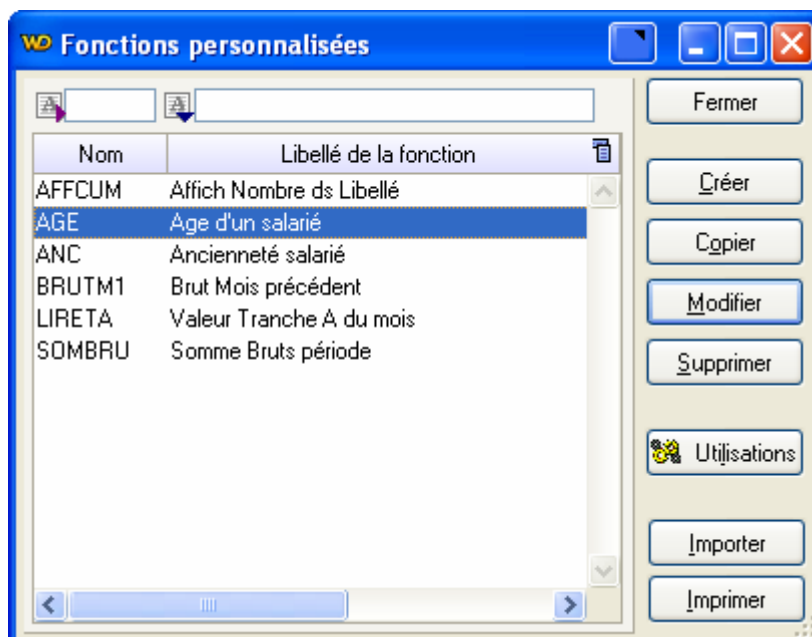 WD Fonctions personnalisées
Fermer
Nom Libellé de la fonction
AFFCUM Affich Nombre ds Libellé
AGE Age d'un salarié
ANC Ancienneté salarié
BRUTM1 Brut Mois précédent
LIRETA Valeur Tranche A du mois
SOMBRU Somme Bruts période
Créer
Copier
Modifier
Supprimer
Utilisations
Importer
Imprimer